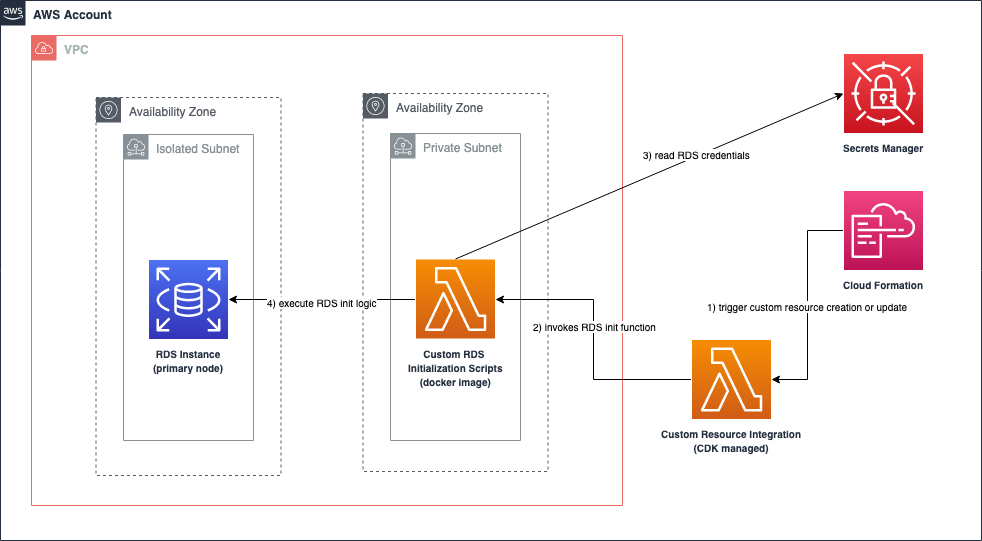 aws
AWS Account
VPC
Availability Zone
Isolated Subnet
RDS Instance
(primary node)
Availability Zone
Private Subnet
Custom RDS
Initialization Scripts
(docker image)
Secrets Manager
Cloud Formation
1) trigger custom resource creation or update
Custom Resource Integration
(CDK managed)
2) invokes RDS init function
3) read RDS credentials
4) execute RDS init logic